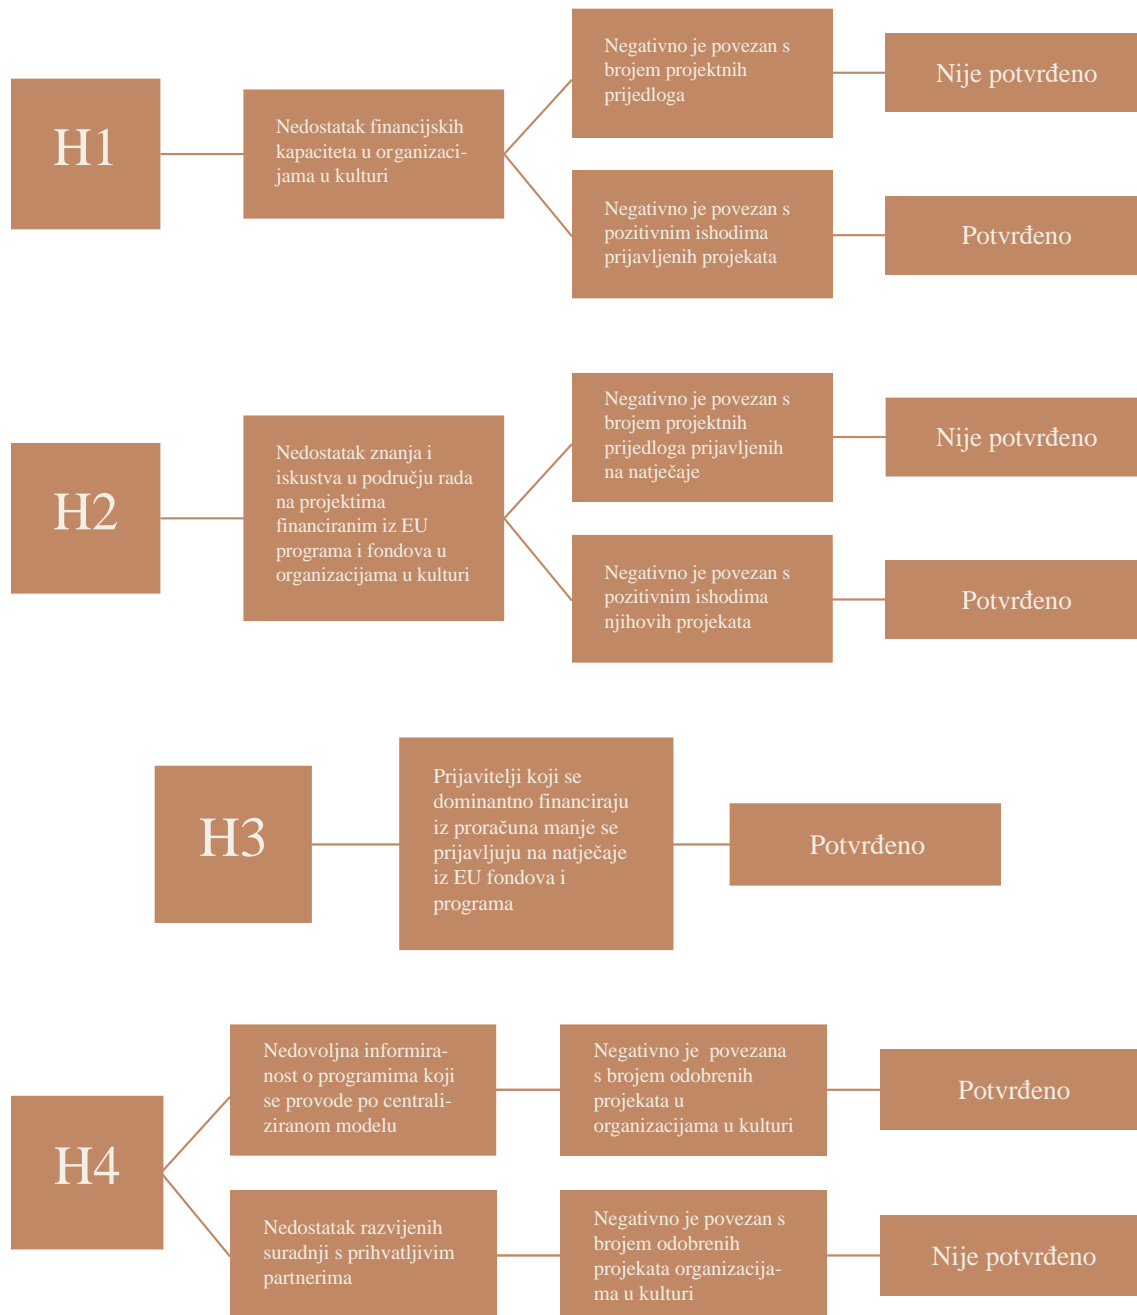 H1
Nedostatak financijskih
kapaciteta u organizaci-
jama u kulturi
Negativno je povezan s
brojem projektnih
prijedloga
Nije potvrđeno
Negativno je povezan s
pozitivnim ishodima
prijavljenih projekata
Potvrđeno
H2
Nedostatak znanja i
iskustva u području rada
na projektima
financiranim iz EU
programa i fondova u
organizacijama u kulturi
Negativno je povezan s
brojem projektnih
prijedloga prijavljenih
na natječaje
Nije potvrđeno
Negativno je povezan s
pozitivnim ishodima
njihovih projekata
Potvrđeno
H3
Prijavitelji koji se
dominantno financiraju
iz proračuna manje se
prijavljuju na natječaje
iz EU fondova i
programa
Potvrđeno
H4
Nedovoljna informira-
nost o programima koji
se provode po centrali-
ziranom modelu
Negativno je  povezana
s brojem odobrenih
projekata u
organizacijama u kulturi
Potvrđeno
Nedostatak razvijenih
suradnji s prihvatljivim
partnerima
Negativno je povezan s
brojem odobrenih
projekata organizacija-
ma u kulturi
Nije potvrđeno